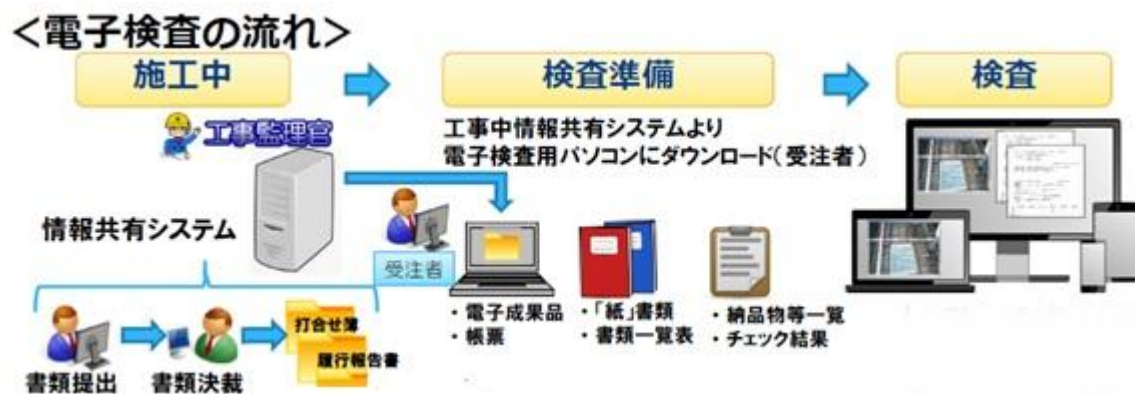 <電子検査の流れ>
施工中
検査準備
検査
工事監理官
工事中情報共有システムより
電子検査用パソコンにダウンロード(受注者)
情報共有システム
受注者
書類提出
書類決裁
打合せ簿
履行報告書
・電子成果品
・帳票
・「紙」書類
・書類一覧表
・納品物等一覧
・チェック結果